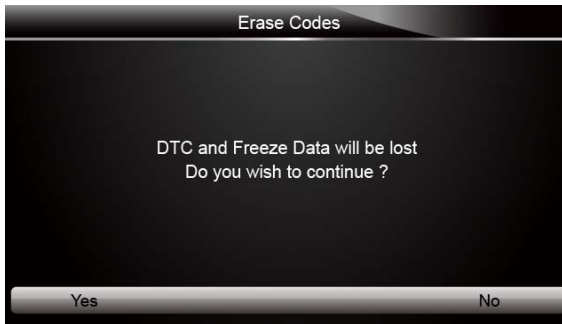 Erase Codes
DTC and Freeze Data will be lost
Do you wish to continue ?
Yes No